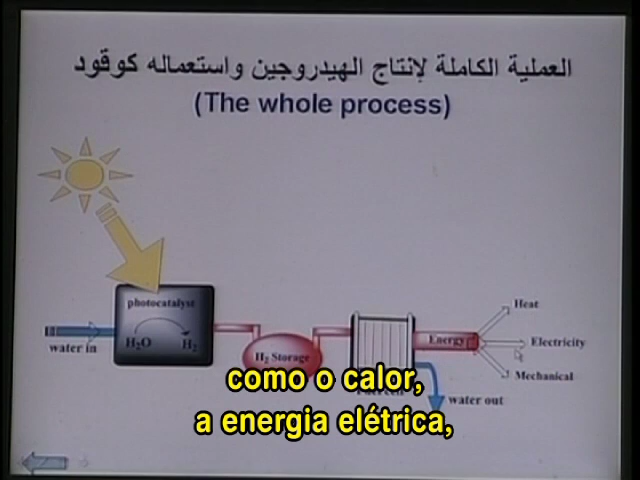 العملية الكاملة لإنتاج الهيدروجين واستعماله كوقود
(The whole process)
photocatalyst
Heat
H₂O H₂
water in
H₂ Storage
Energy
Electricity
Mechanical
water out
como o calor,
a energia elétrica,